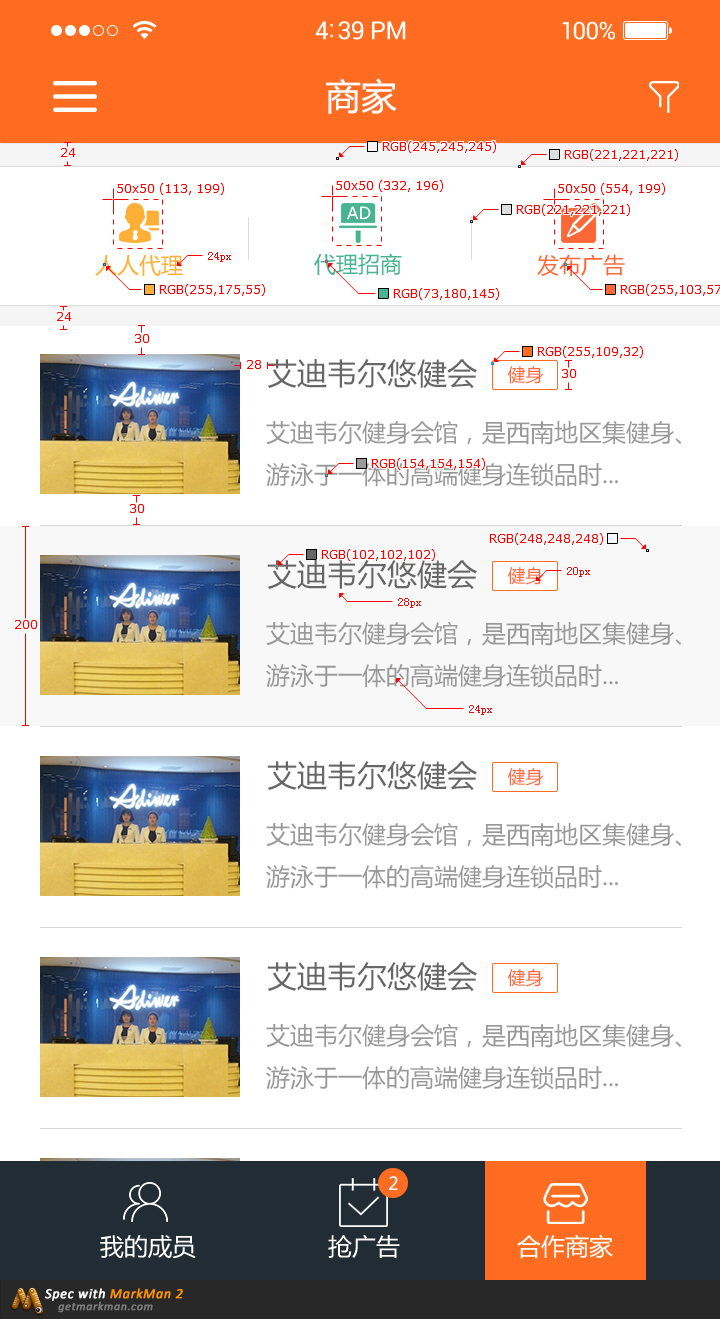 4:39 PM
100%
商家
24
RGB(245,245,245)
RGB(221,221,221)
50x50 (113, 199)
50x50 (332, 196)
50x50 (554, 199)
AD
RGB(221,221,221)
人人代理
24px
代理招商
发布广告
RGB(255,175,55)
RGB(73,180,145)
RGB(255,103,57
24
30
28
艾迪韦尔悠健会
健身
RGB(255,109,32)
30
Adiwer
艾迪韦尔健身会馆，是西南地区集健身、
RGB(154,154,154)
游泳于一体的高端健身连锁品时...
30
200
RGB(248,248,248)
RGB(102,102,102)
艾迪韦尔悠健会
健身
20px
28px
Adiwer
艾迪韦尔健身会馆，是西南地区集健身、
游泳于一体的高端健身连锁品时...
24px
艾迪韦尔悠健会
健身
Adiwer
艾迪韦尔健身会馆，是西南地区集健身、
游泳于一体的高端健身连锁品时...
艾迪韦尔悠健会
健身
Adiwer
艾迪韦尔健身会馆，是西南地区集健身、
游泳于一体的高端健身连锁品时...
2
我的成员
抢广告
合作商家
Spec with MarkMan 2
getmarkman.com